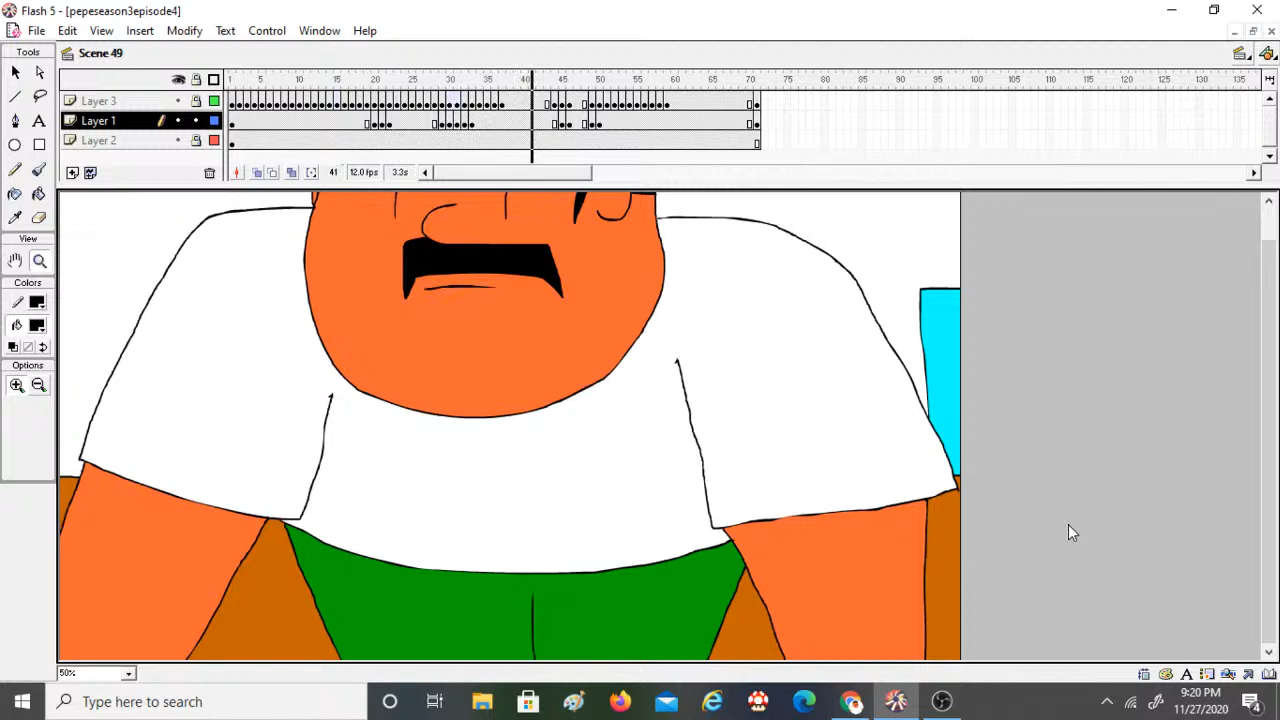 Flash 5 - [pepeseason3episode4]
File Edit View Insert Modify Text Control Window Help
Tools Scene 49
1 5 10 15 20 25 30 35 40 45 50 55 60 65 70 75 80 85 90 95 100 105 110 115 120 125 130 135
Layer 3
Layer 1
Layer 2
41 12.0 fps 3.3s
View
Colors
Options
50%
Type here to search
9:20 PM
11/27/2020
4